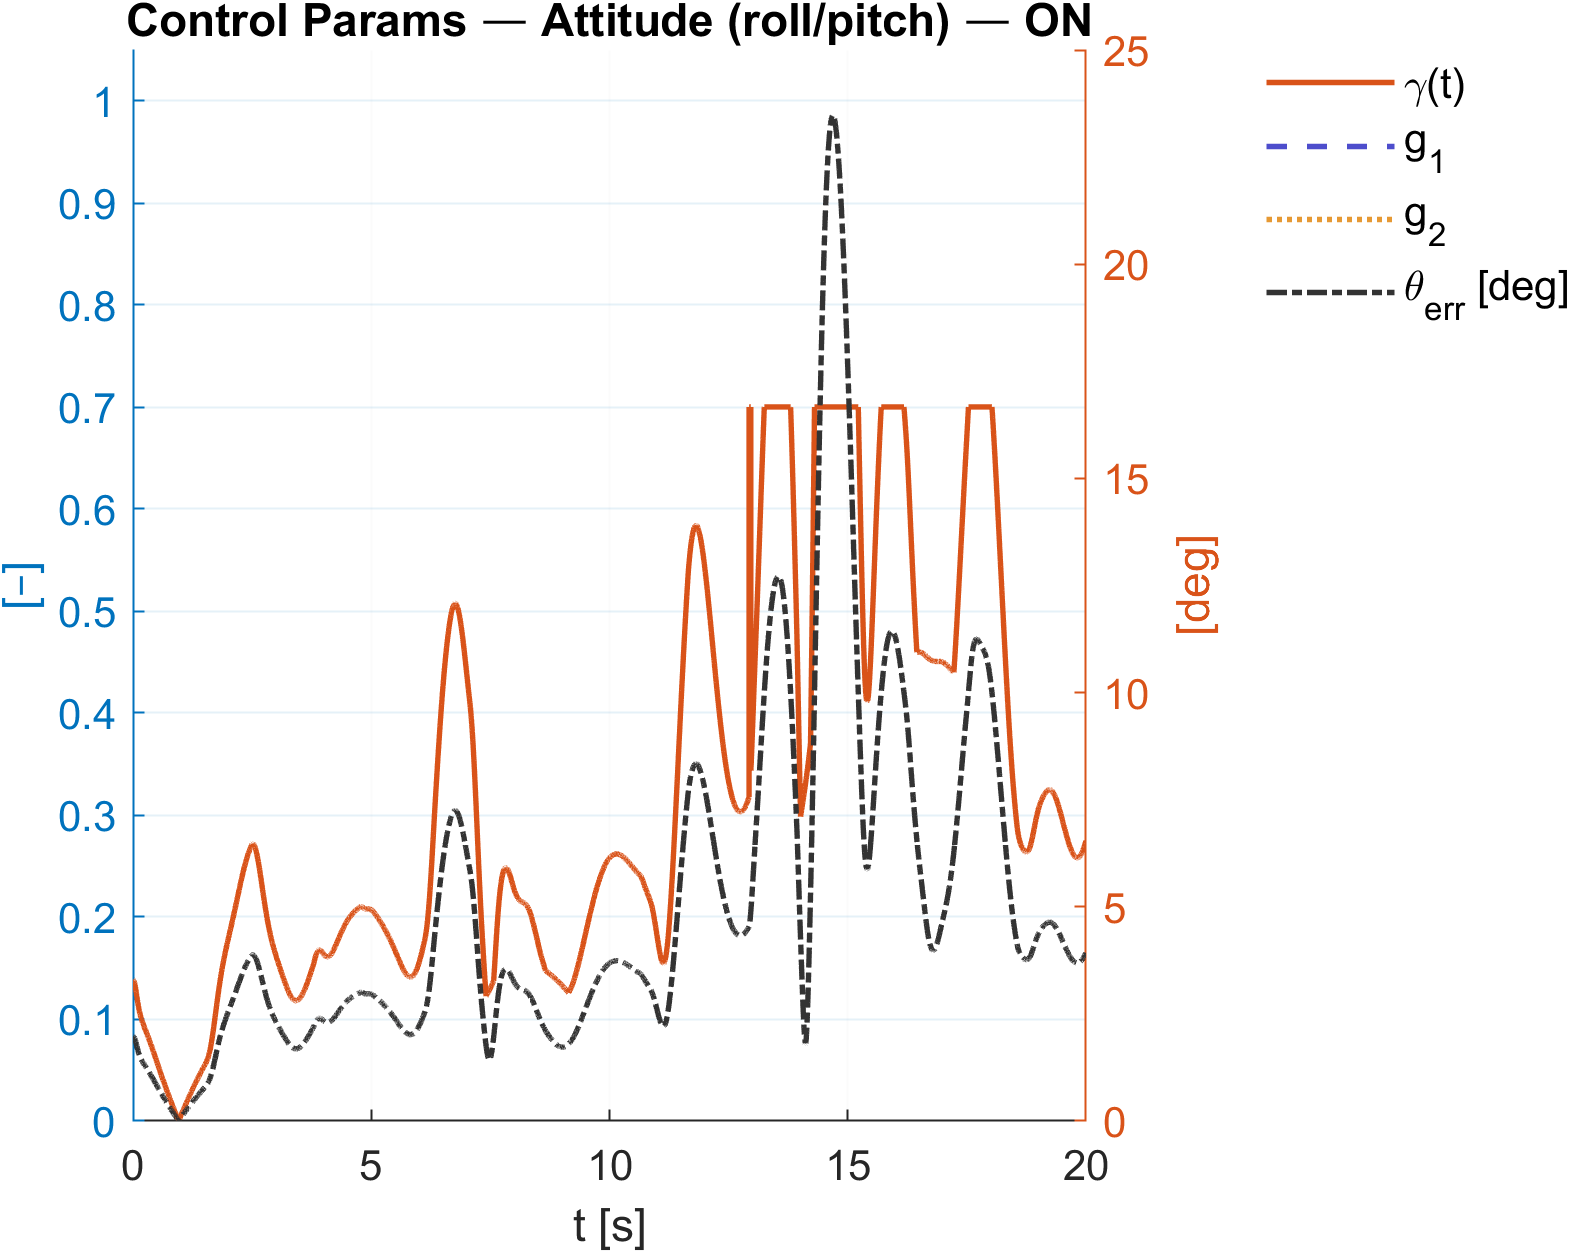 Control Params — Attitude (roll/pitch) — ON
1
0.9
0.8
0.7
0.6
0.5
0.4
0.3
0.2
0.1
0
[−]
25
20
15
10
5
0
[deg]
0 5 10 15 20
t [s]
γ(t)
g1
g2
θerr [deg]